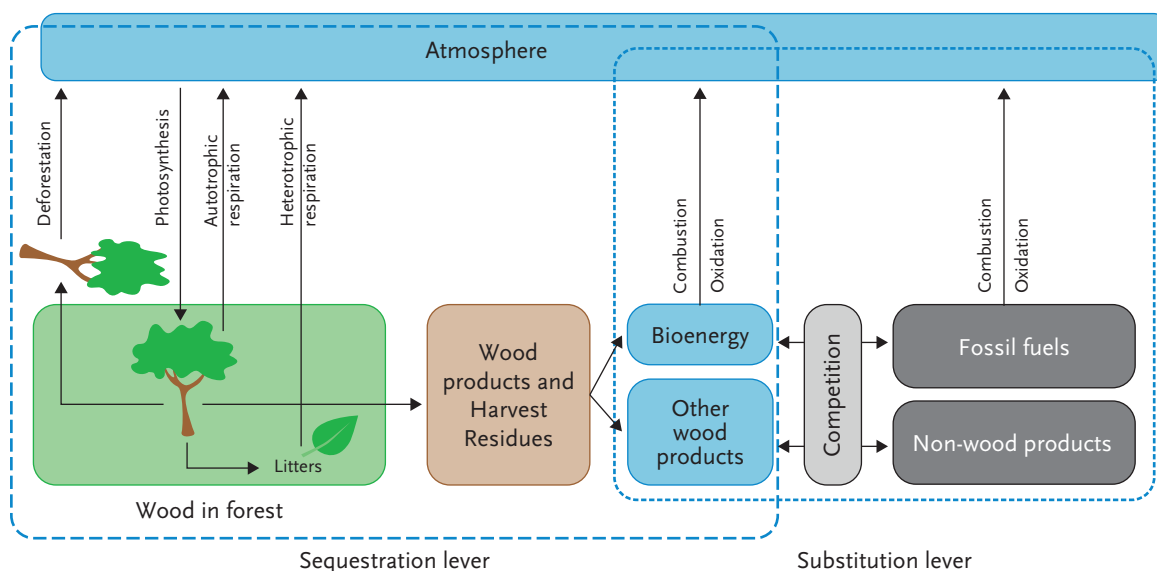 Atmosphere
Deforestation
Photosynthesis
Autotrophic
respiration
Heterotrophic
respiration
Combustion
Oxidation
Combustion
Oxidation
Litters
Wood in forest
Wood
products and
Harvest
Residues
Bioenergy
Other
wood
products
Competition
Fossil fuels
Non-wood products
Sequestration lever
Substitution lever